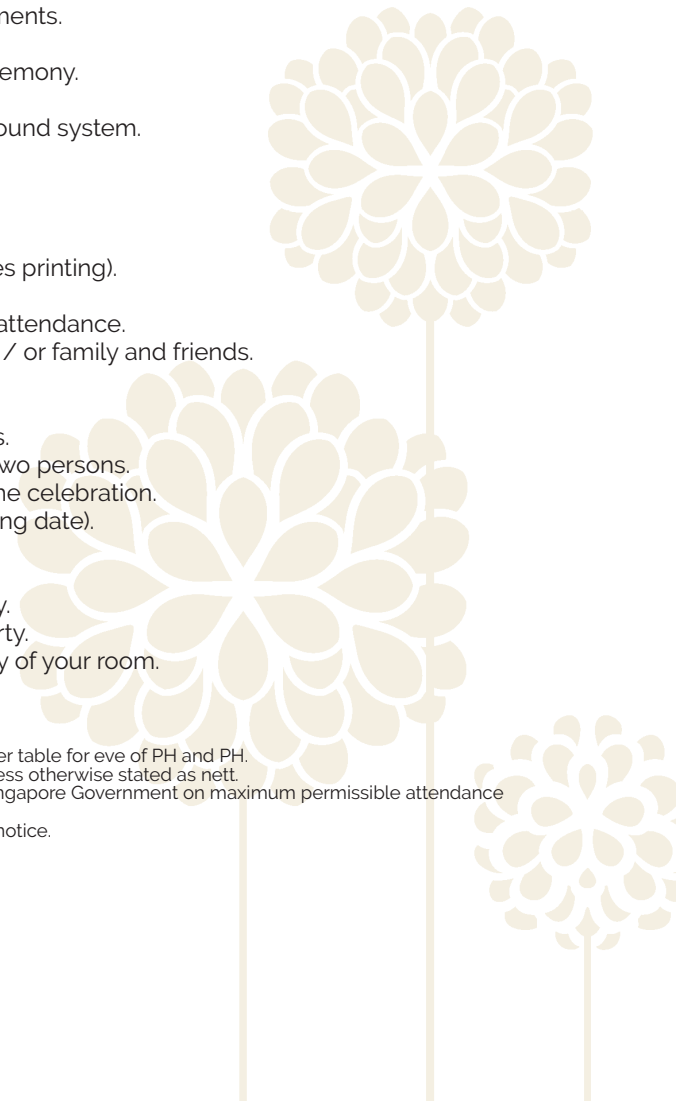 emony.
ound system.
es printing).
attendance.
/ or family and friends.
s.
wo persons.
ne celebration.
ng date).
y.
rty.
y of your room.
er table for eve of PH and PH.
ess otherwise stated as nett.
ngapore Government on maximum permissible attendance
notice.